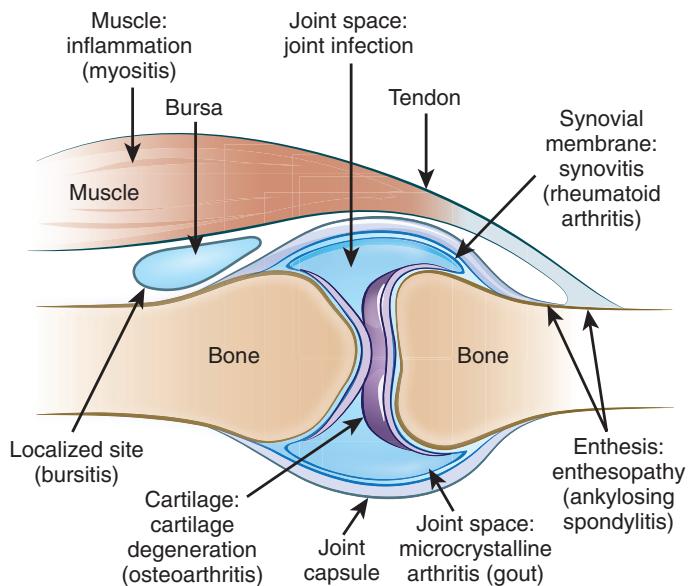 Muscle:
inflammation
(myositis)
Joint space:
joint infection
Bursa
Tendon
Synovial
membrane:
synovitis
(rheumatoid
arthritis)
Muscle
Bone
Bone
Localized site
(bursitis)
Cartilage:
cartilage
degeneration
(osteoarthritis)
Joint
capsule
Joint space:
microcrystalline
arthritis (gout)
Enthesis:
enthesopathy
(ankylosing
spondylitis)